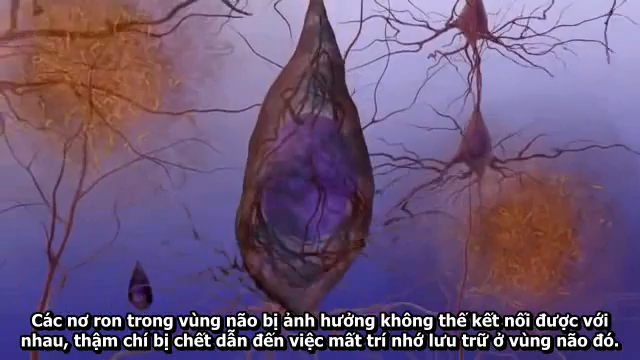 Các nơ ron trong vùng não bị ảnh hưởng không thể kết nối được với
nhau, thậm chí bị chết dẫn đến việc mất trí nhớ lưu trữ ở vùng não đó.